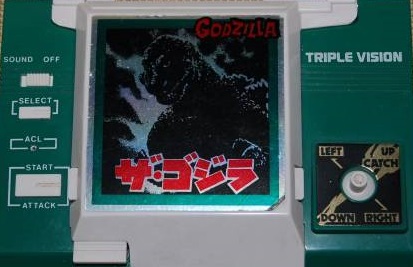 GODZILLA
TRIPLE VISION
SOUND OFF
SELECT
ACL
START
ATTACK
ザ・ゴジラ
LEFT UP
CATCH
DOWN RIGHT